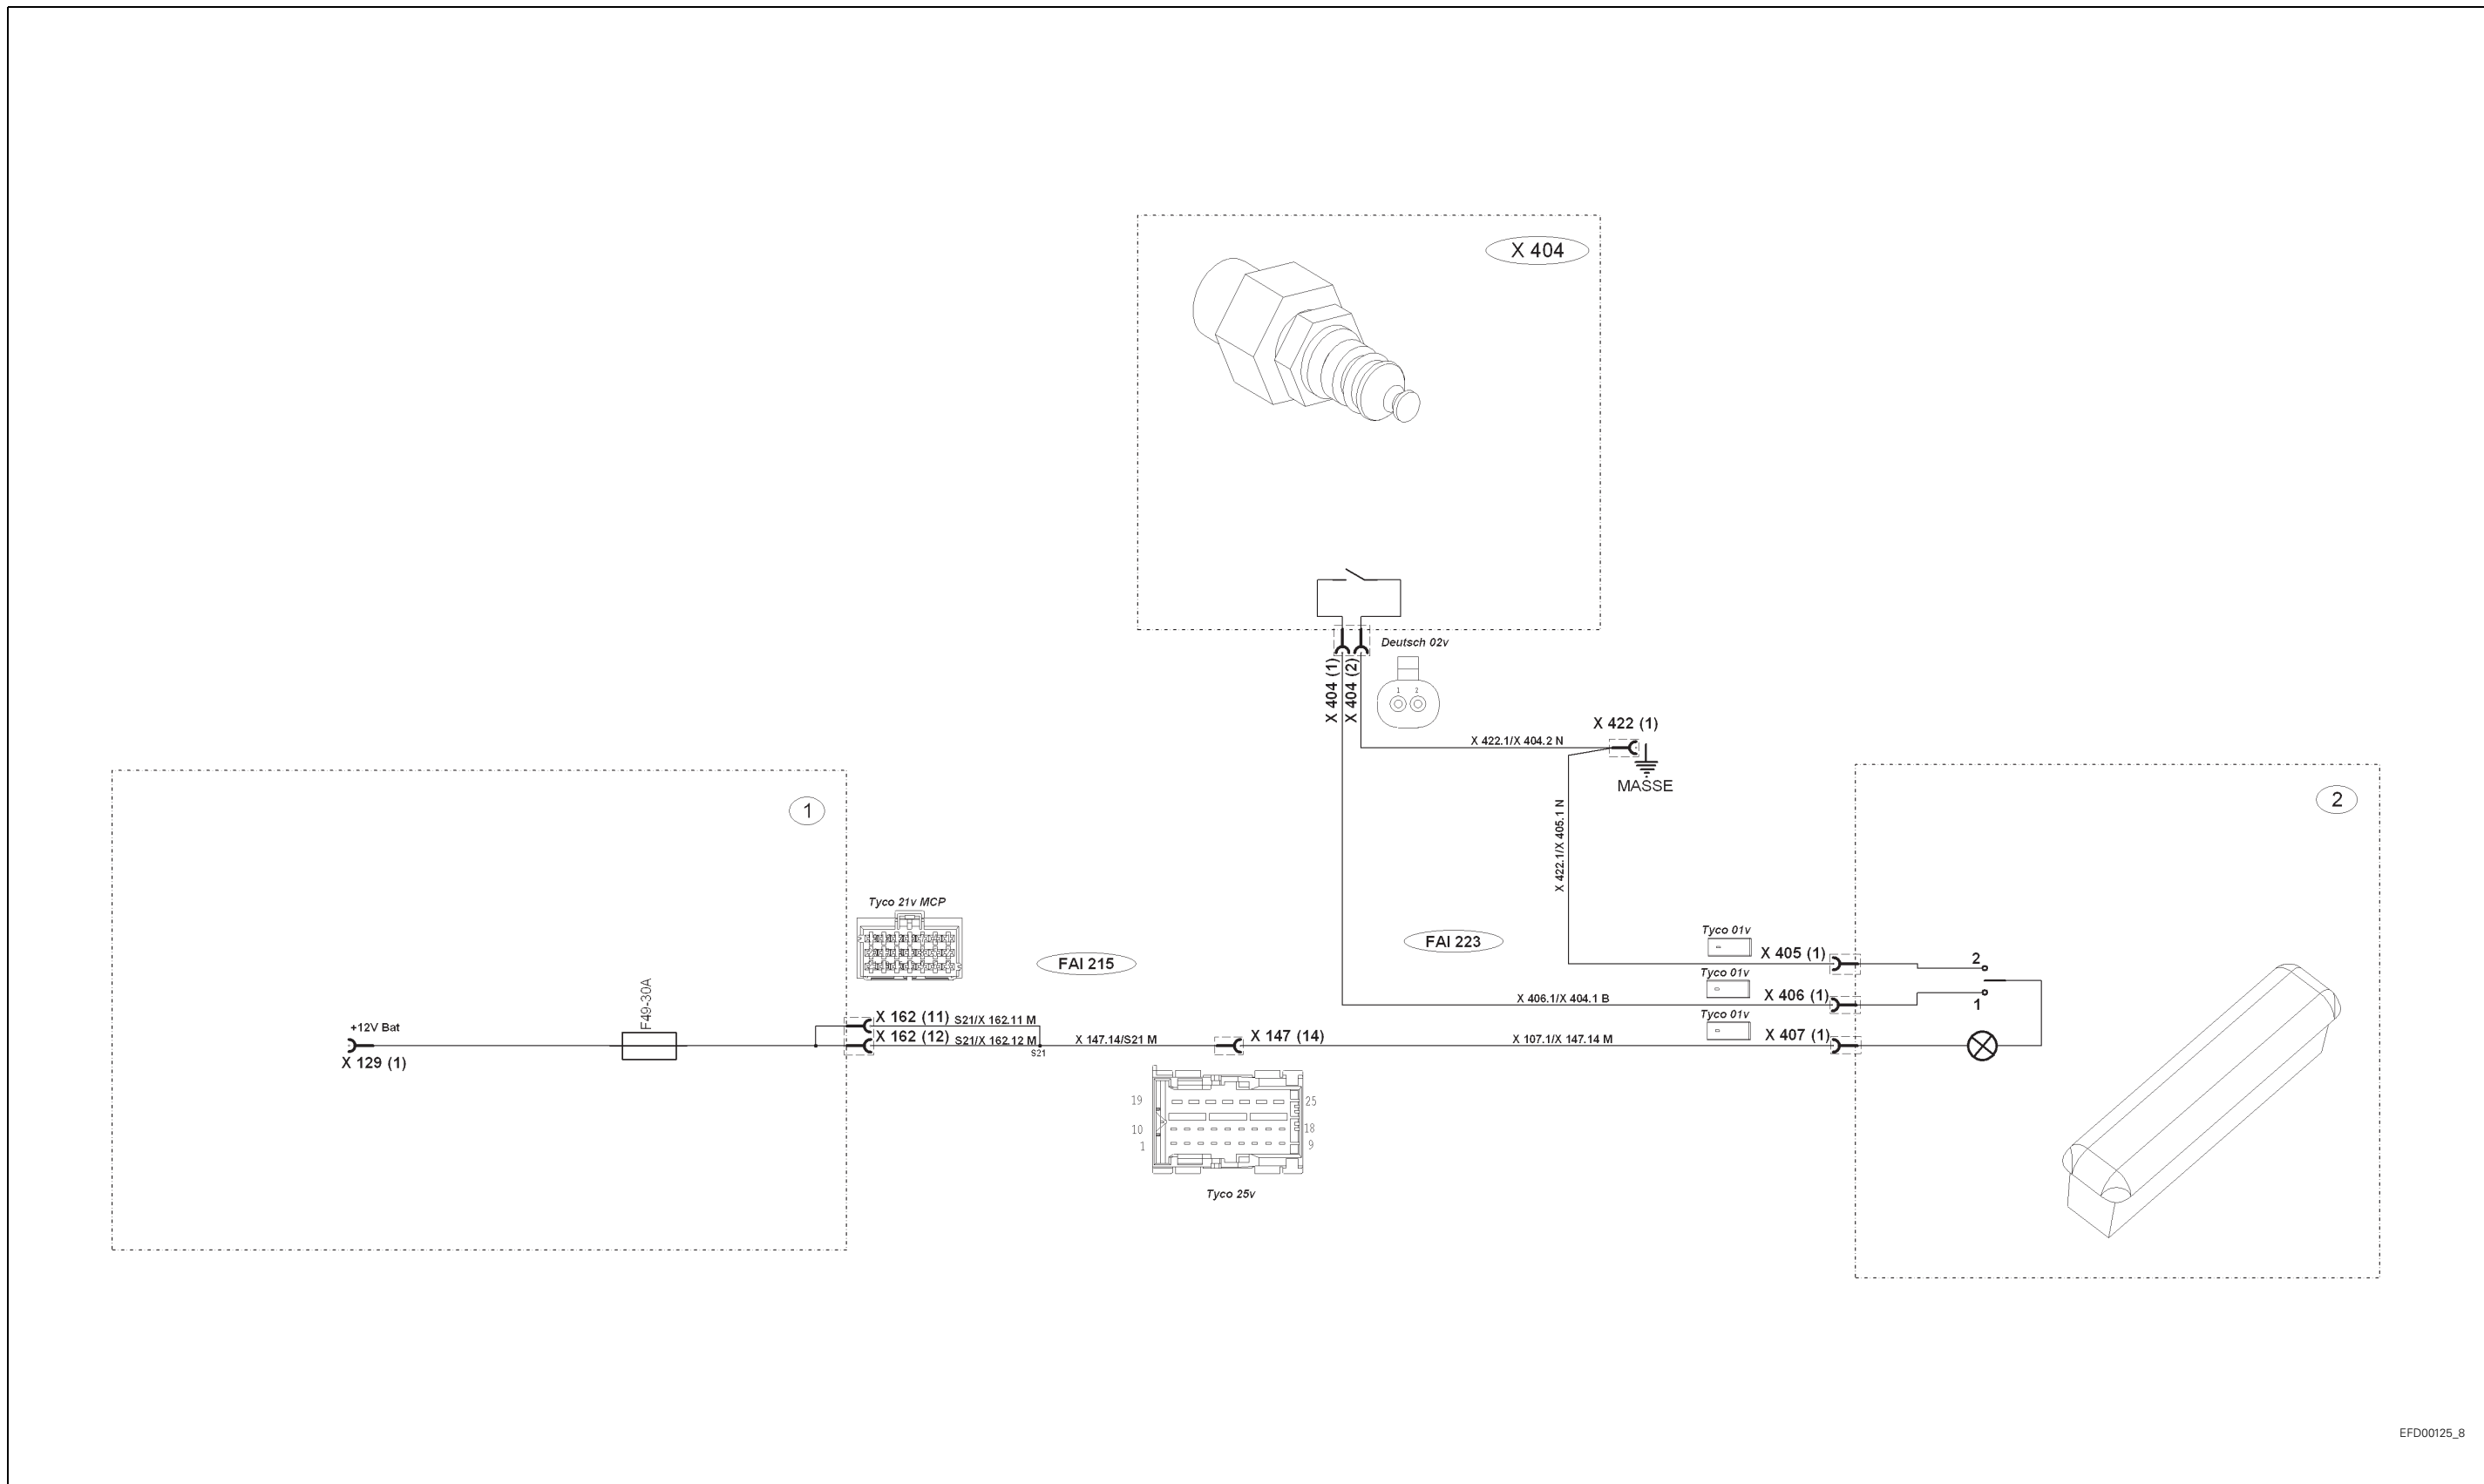 X 404
Deutsch 02v
X 404 (1)
X 404 (2)
1 2
X 422 (1)
X 422.1/X 404.2 N
MASSE
1
2
X 422.1/X 405.1 N
Tyco 21v MCP
FAI 223
Tyco 01v
X 405 (1)
2
FAI 215
Tyco 01v
F49-30A
X 406.1/X 404.1 B
X 406 (1)
1
Tyco 01v
X 162 (11)
S21/X 162.11 M
+12V Bat
X 162 (12)
S21/X 162.12 M
S21
X 147.14/S21 M
X 147 (14)
X 107.1/X 147.14 M
X 407 (1)
X 129 (1)
19
25
10
18
1
9
Tyco 25v
EFD00125_8